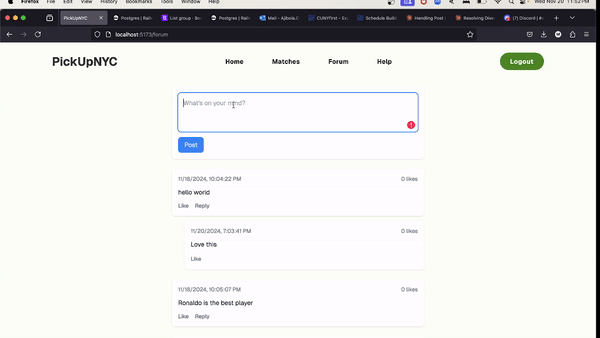 Firefox File Edit View History Bookmarks Tools Window Help Wed Nov 20 11:52 PM
PickUpNYC Postgres | Rail List group · Bo Postgres | Rail Mail - Ajibola. CUNYfirst - Ev Schedule Build Handling Post Resolving Dive (7) Discord | #
localhost:5173/forum
PickUpNYC Home Matches Forum Help Logout
What's on your mind?
Post
11/18/2024, 10:04:22 PM 0 likes
hello world
Like Reply
11/20/2024, 7:03:41 PM 0 likes
Love this
Like
11/18/2024, 10:05:07 PM 0 likes
Ronaldo is the best player
Like Reply